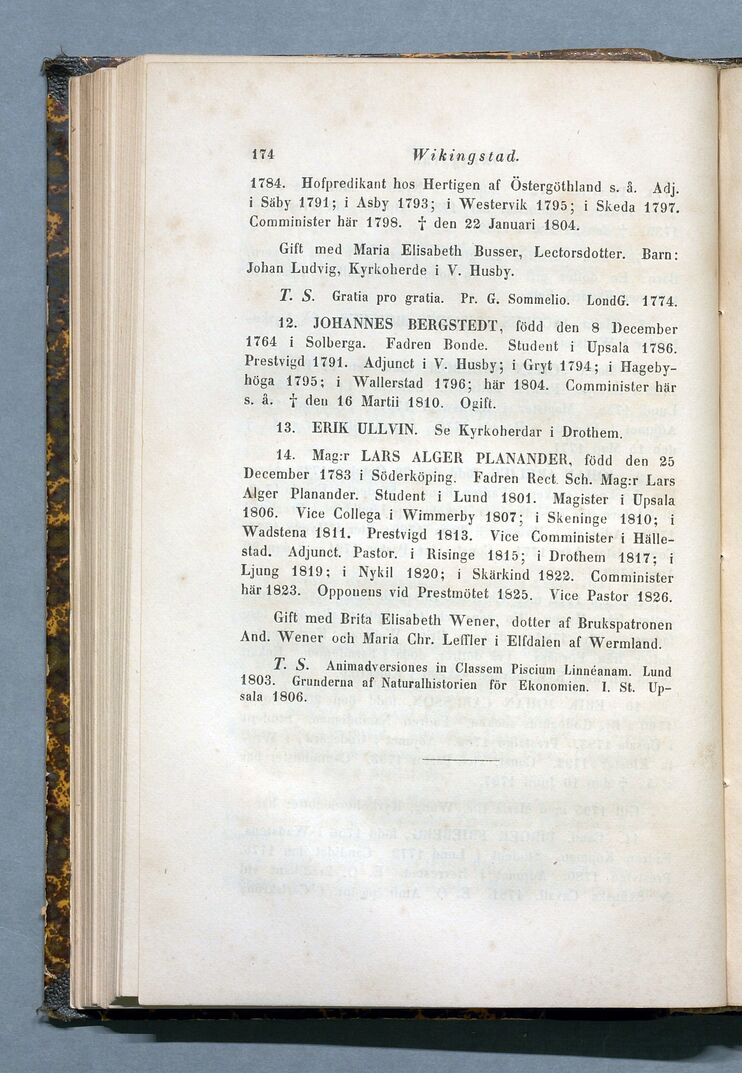 174 Wikingstad.
1784. Hofpredikant hos Hertigen af Östergöthland s. å. Adj.
i Säby 1791; i Asby 1793; i Westervik 1795; i Skeda 1797.
Comminister här 1798. † den 22 Januari 1804.
Gift med Maria Elisabeth Busser, Lectorsdotter. Barn:
Johan Ludvig, Kyrkoherde i V. Husby.
T. S. Gratia pro gratia. Pr. G. Sommelio. LondG. 1774.
12. JOHANNES BERGSTEDT, född den 8 December
1764 i Solberga. Fadren Bonde. Student i Upsala 1786.
Prestvigd 1791. Adjunct i V. Husby; i Gryt 1794; i Hageby-
höga 1795; i Wallerstad 1796; här 1804. Comminister här
s. å. † den 16 Martii 1810. Ogift.
13. ERIK ULLVIN. Se Kyrkoherdar i Drothem.
14. Mag:r LARS ALGER PLANANDER, född den 25
December 1783 i Söderköping. Fadren Rect. Sch. Mag:r Lars
Alger Planander. Student i Lund 1801. Magister i Upsala
1806. Vice Collega i Wimmerby 1807; i Skeninge 1810; i
Wadstena 1811. Prestvigd 1813. Vice Comminister i Hälle-
stad. Adjunct. Pastor. i Risinge 1815; i Drothem 1817; i
Ljung 1819; i Nykil 1820; i Skärkind 1822. Comminister
här 1823. Opponens vid Prestmötet 1825. Vice Pastor 1826.
Gift med Brita Elisabeth Wener, dotter af Brukspatronen
And. Wener och Maria Chr. Leffler i Elfdalen af Wermland.
T. S. Animadversiones in Classem Piscium Linnéanam. Lund
1803. Grunderna af Naturalhistorien för Ekonomien. I. St. Up-
sala 1806.